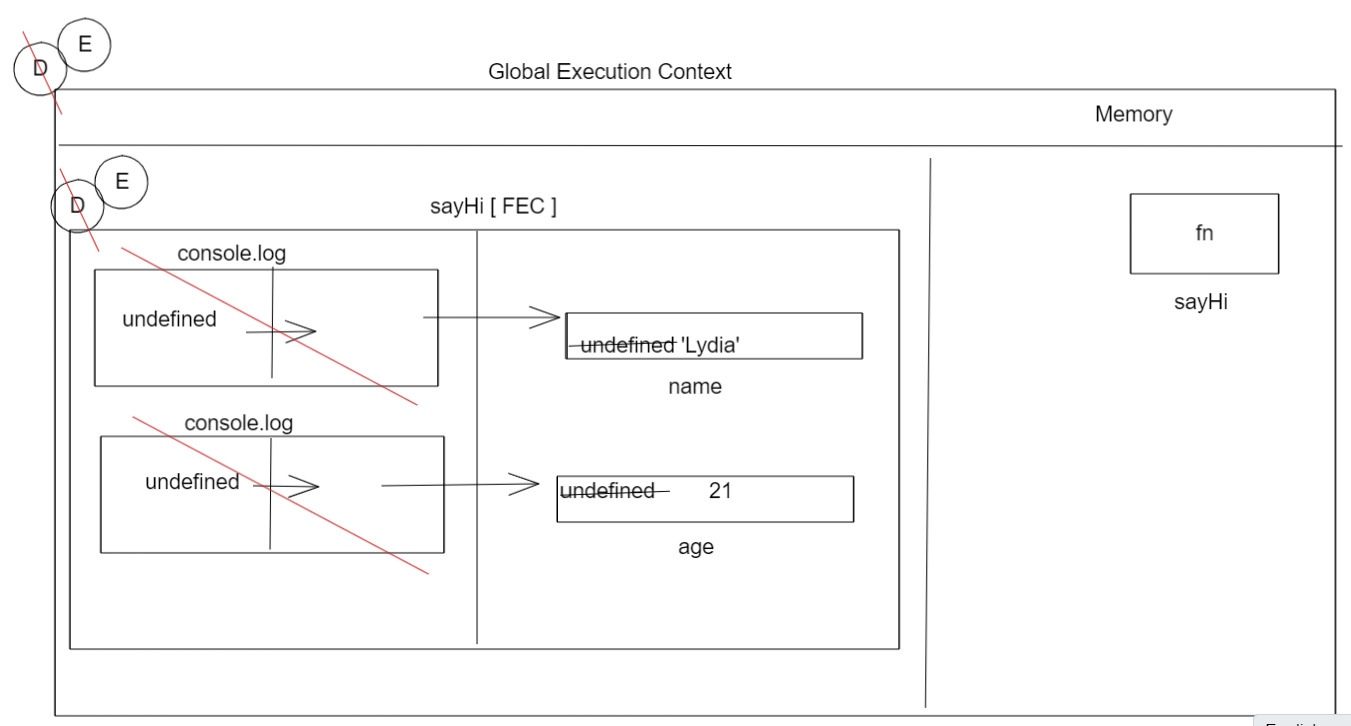 E
D
Global Execution Context
Memory
E
D
sayHi [ FEC ]
fn
sayHi
console.log
undefined
undefined 'Lydia'
name
console.log
undefined
undefined 21
age